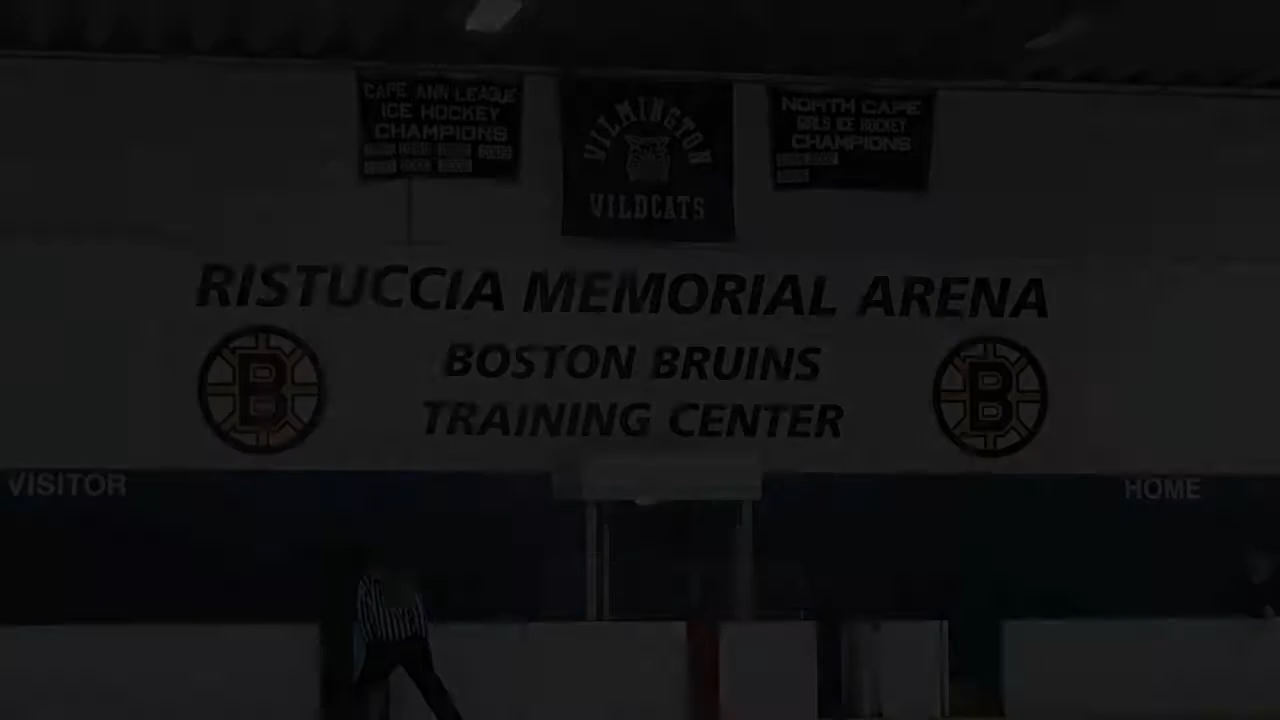 CAPE ANN LEAGUE
ICE HOCKEY
CHAMPIONS
WILMINGTON
WILDCATS
NORTH CAPE
GIRLS ICE HOCKEY
CHAMPIONS
RISTUCCIA MEMORIAL ARENA
B
BOSTON BRUINS
B
TRAINING CENTER
VISITOR
HOME